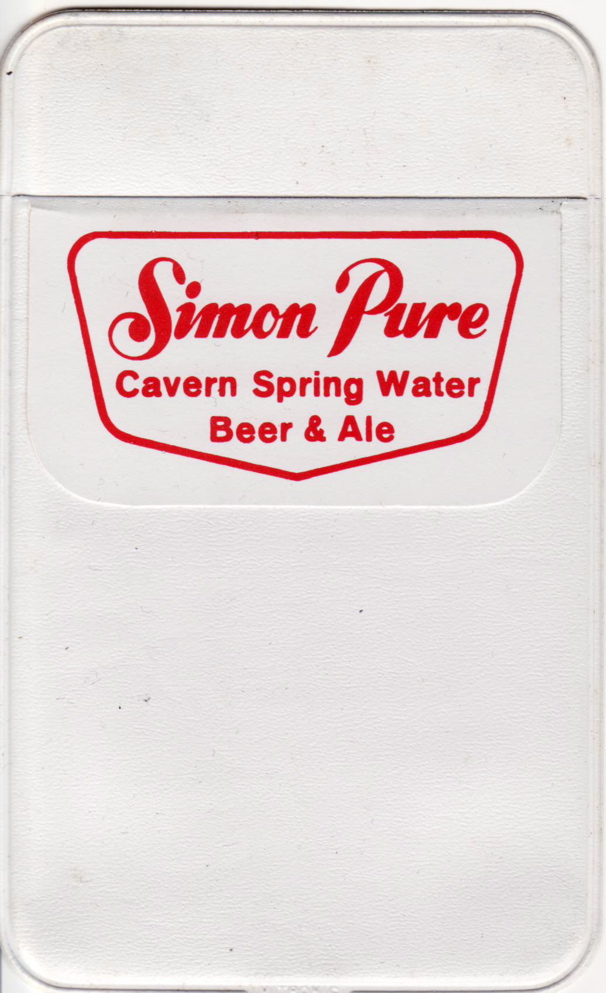 Simon Pure
Cavern Spring Water
Beer & Ale